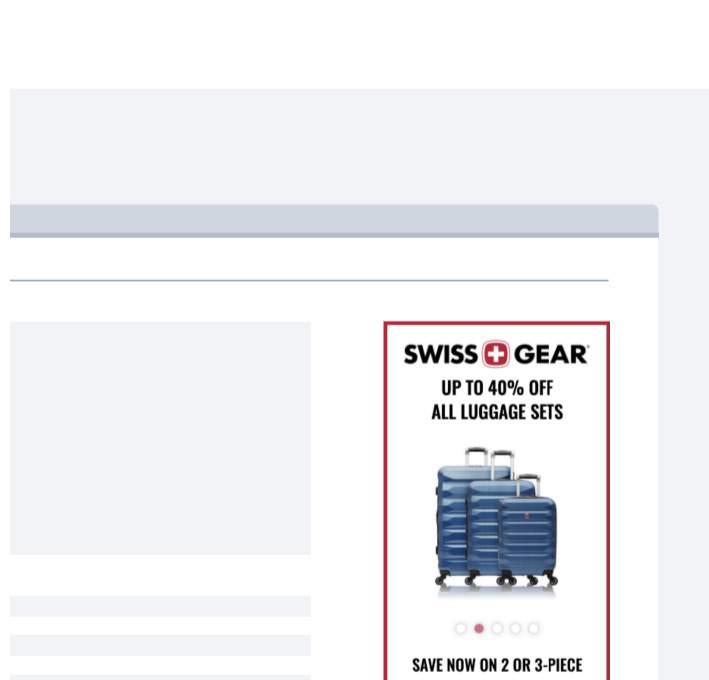 SWISS GEAR
UP TO 40% OFF
ALL LUGGAGE SETS
SAVE NOW ON 2 OR 3-PIECE